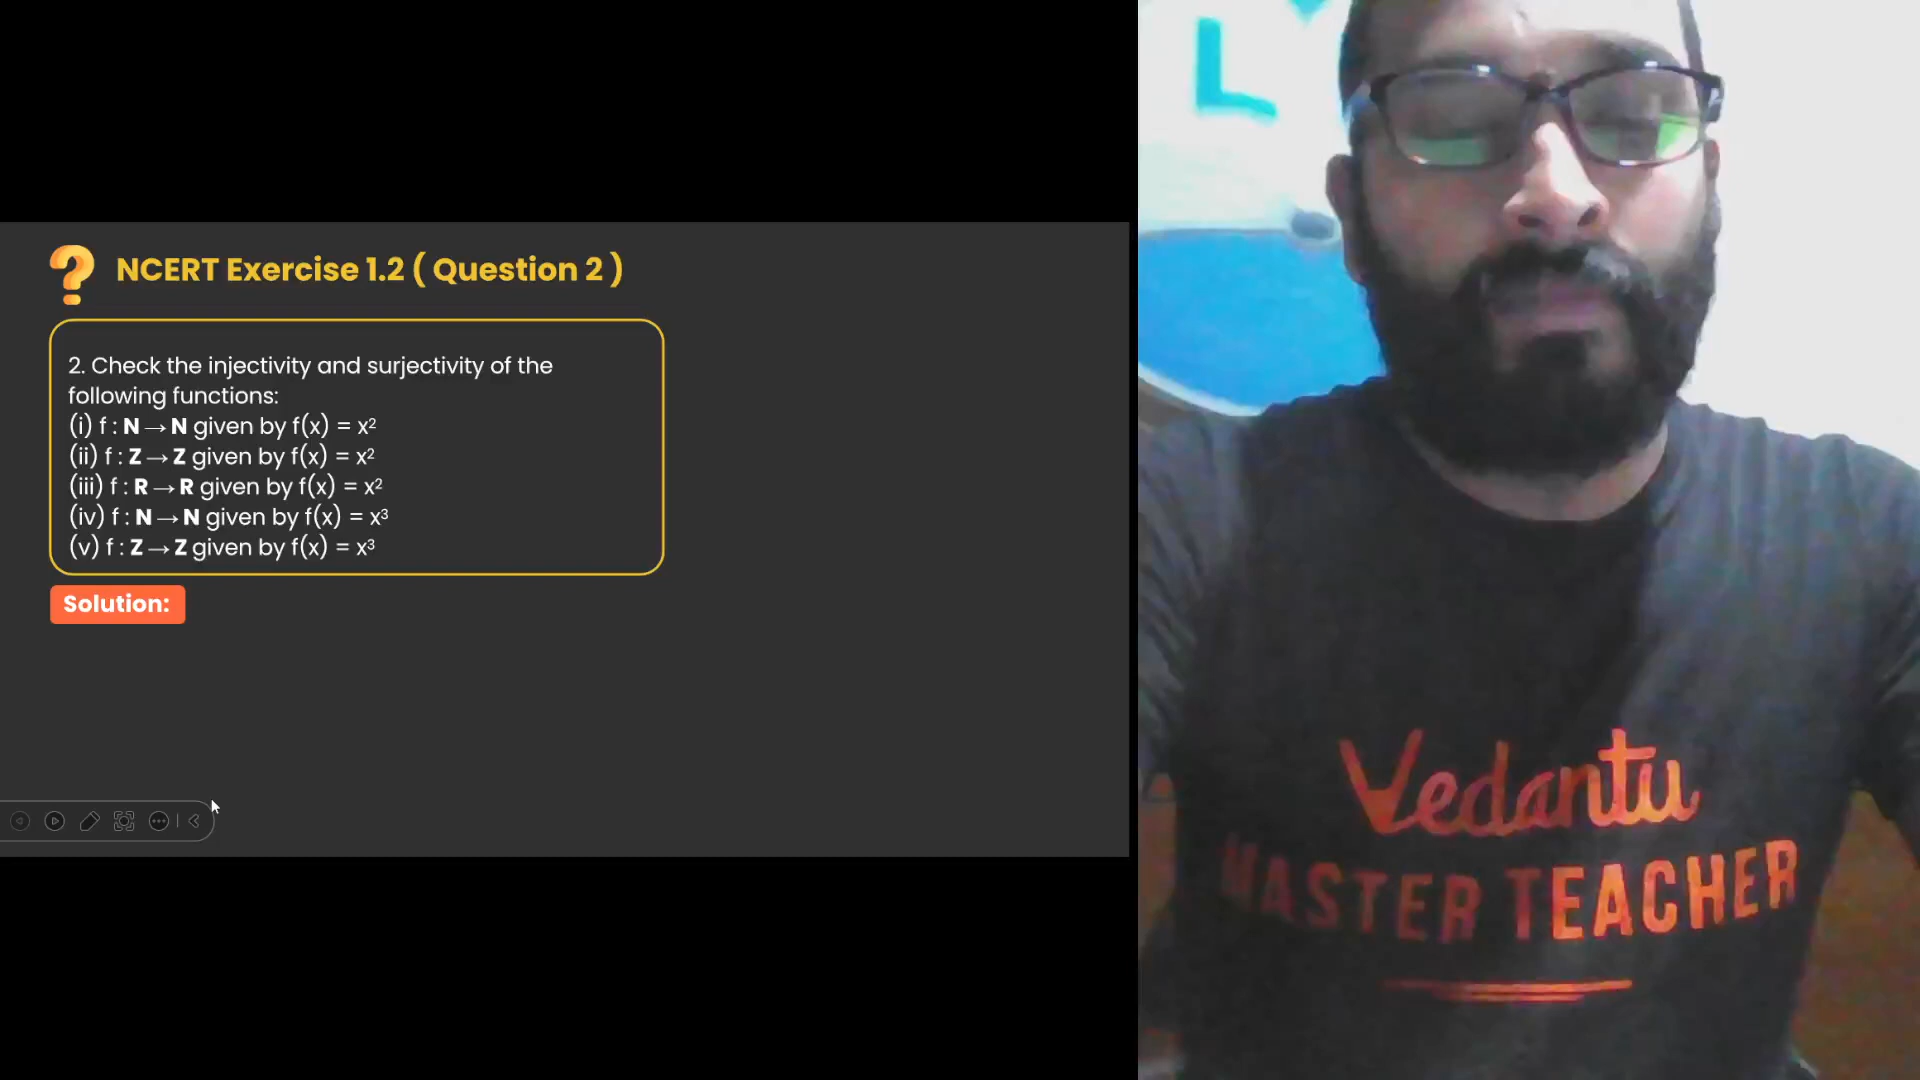 NCERT Exercise 1.2 ( Question 2 )
2. Check the injectivity and surjectivity of the
following functions:
(i) f : N → N given by f(x) = x²
(ii) f : Z → Z given by f(x) = x²
(iii) f : R → R given by f(x) = x²
(iv) f : N → N given by f(x) = x³
(v) f : Z → Z given by f(x) = x³
Solution:
L
Vedantu
MASTER TEACHER